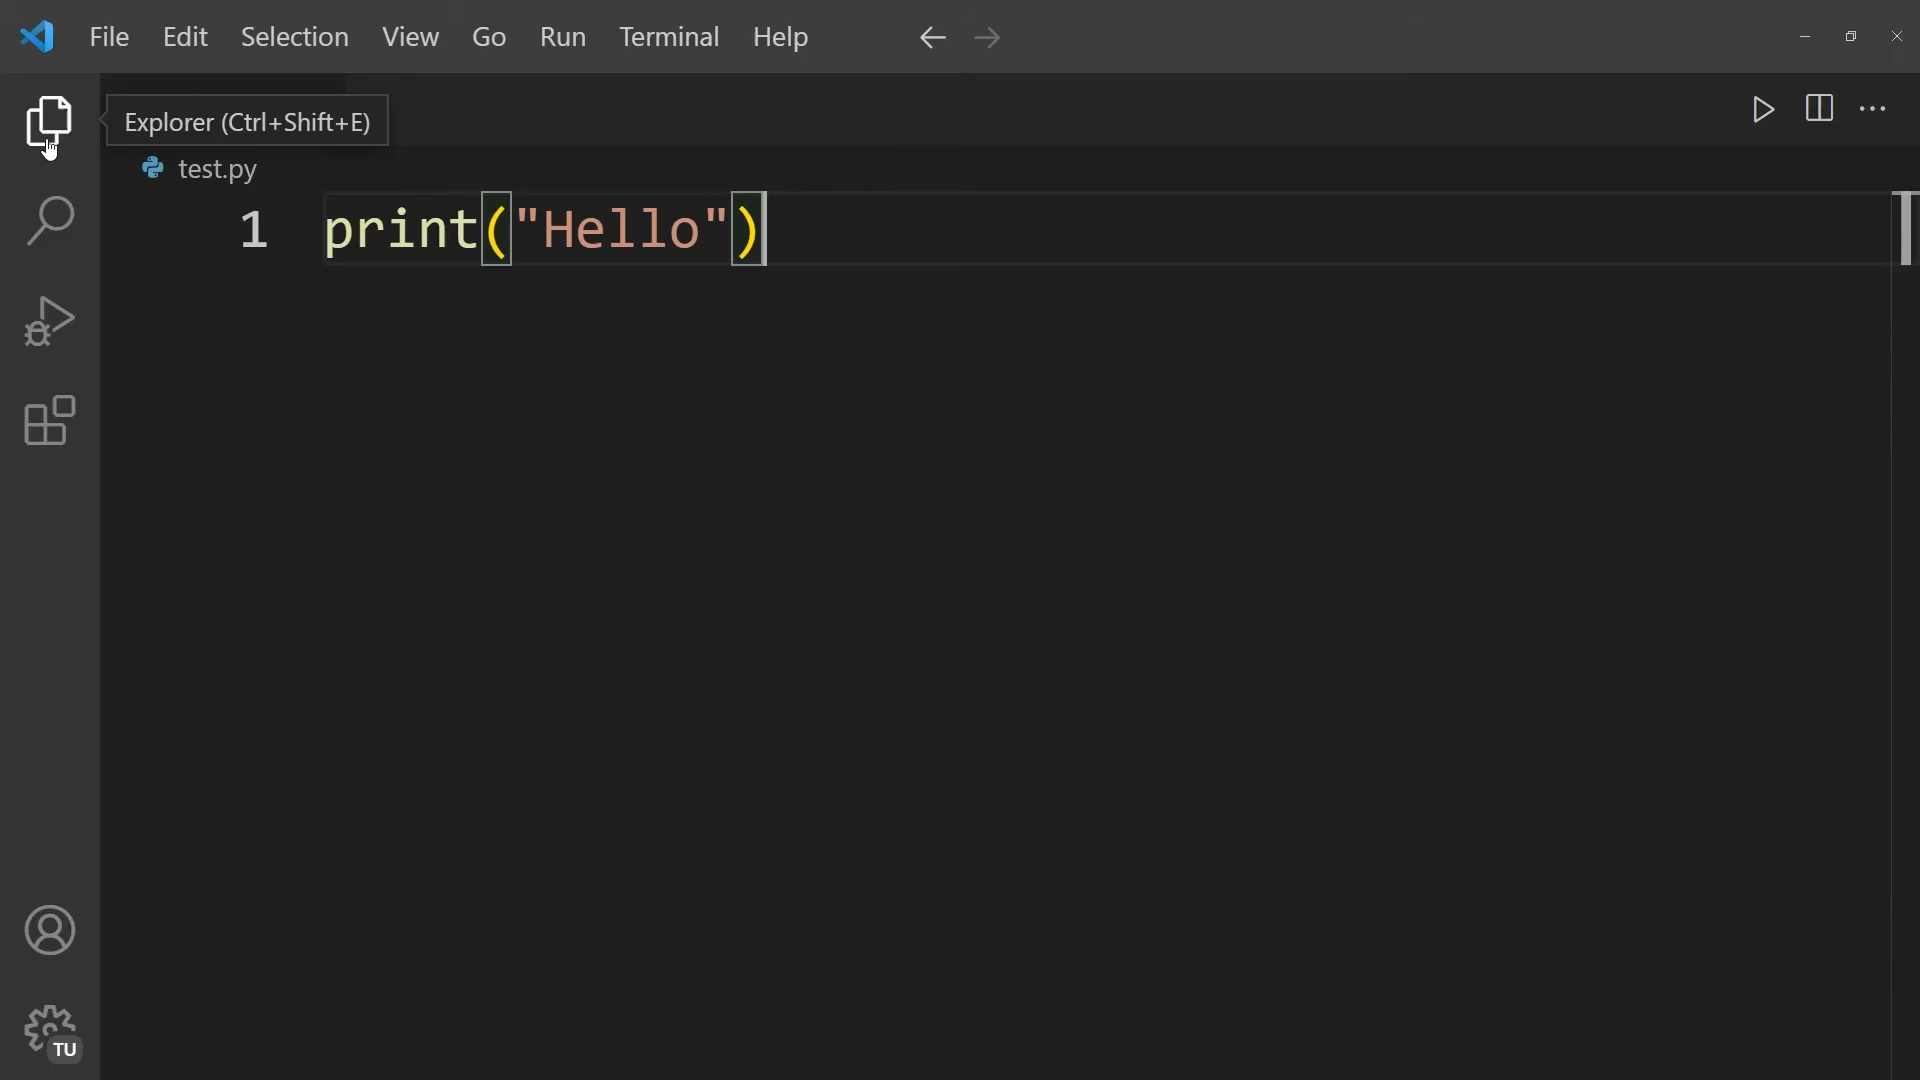 File Edit Selection View Go Run Terminal Help
Explorer (Ctrl+Shift+E)
test.py
1 print("Hello")
TU